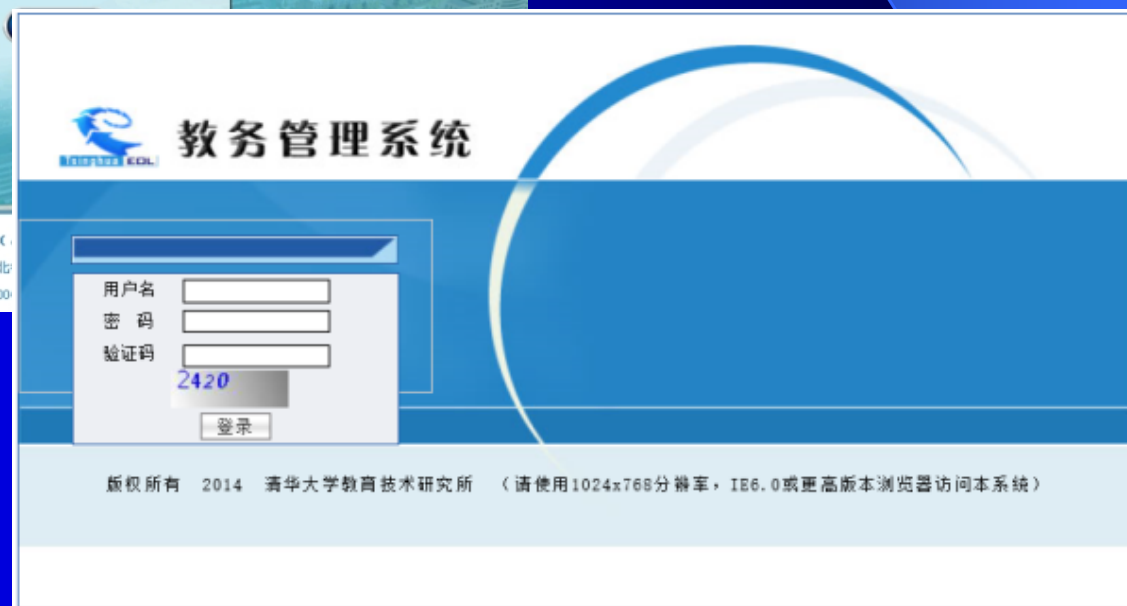 教务管理系统
Tsinghua EOL
用户名
密 码
验证码
2420
登录
版权所有 2014 清华大学教育技术研究所 (请使用1024x768分辨率，IE6.0或更高版本浏览器访问本系统)